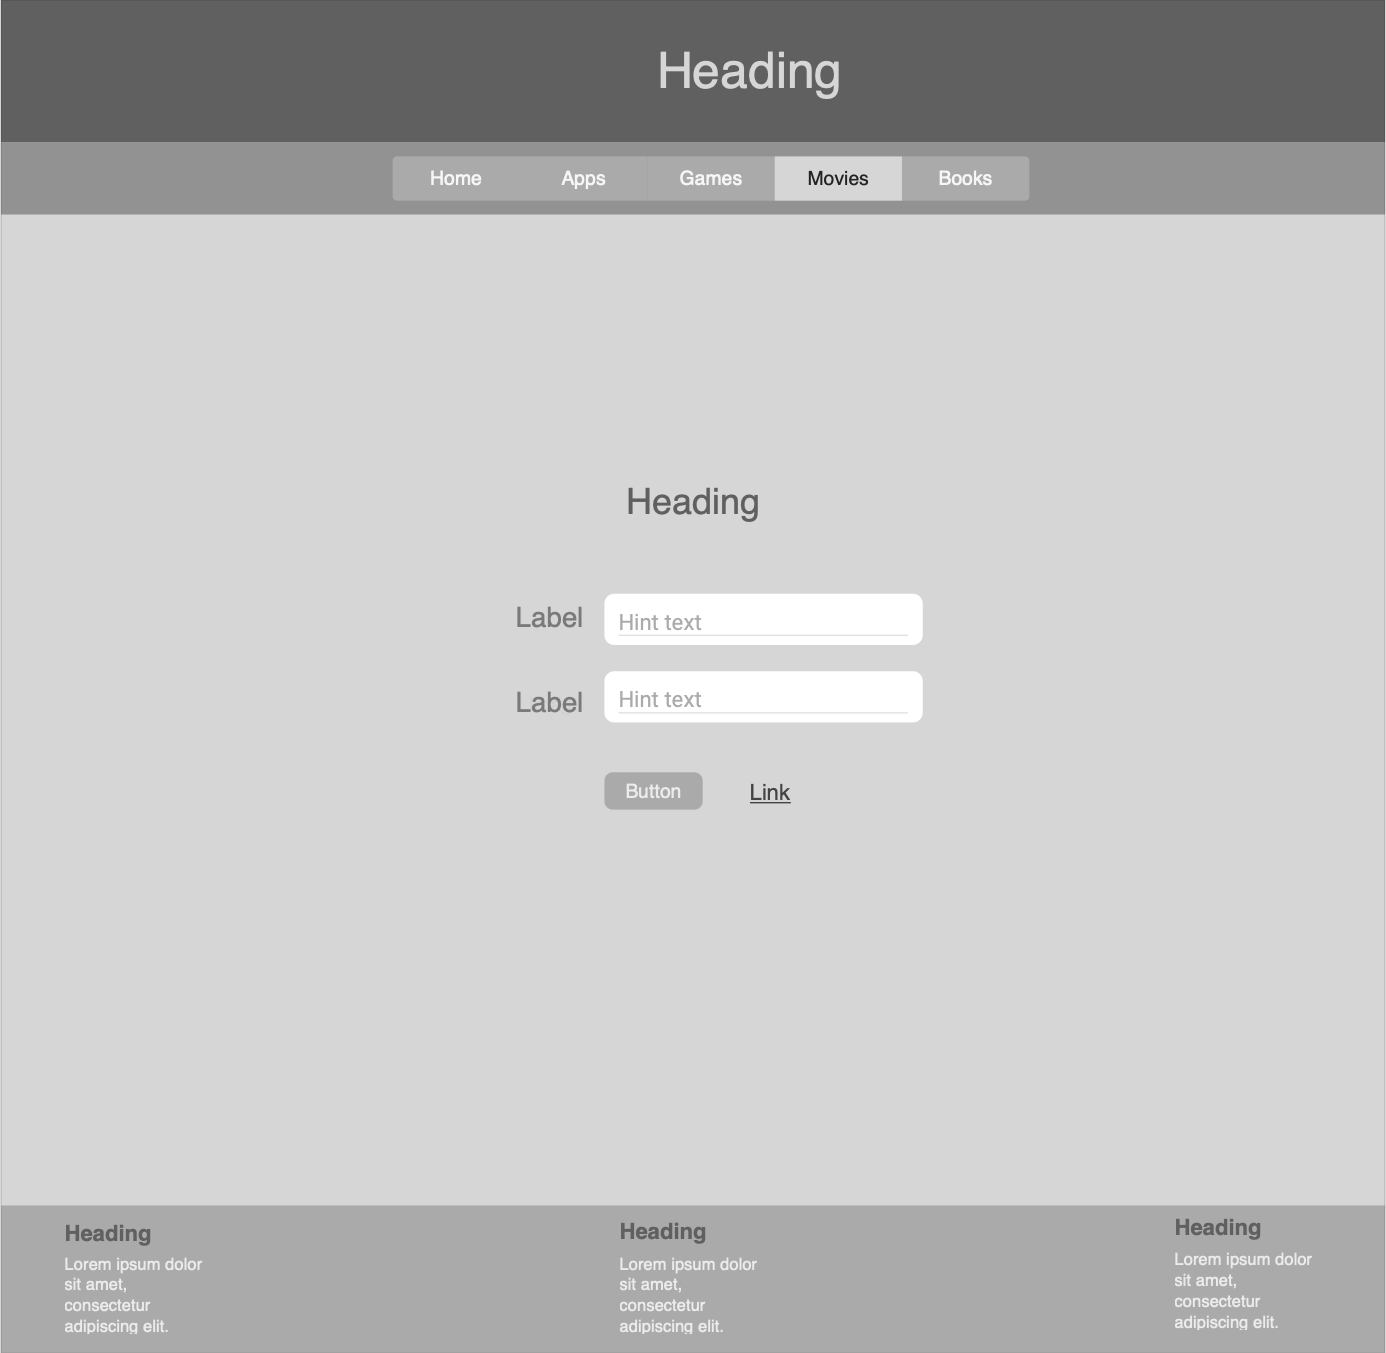 Heading
Home Apps Games Movies Books
Heading
Label Hint text
Label Hint text
Button Link
Heading
Lorem ipsum dolor
sit amet,
consectetur
adipiscing elit.
Heading
Lorem ipsum dolor
sit amet,
consectetur
adipiscing elit.
Heading
Lorem ipsum dolor
sit amet,
consectetur
adipiscing elit.